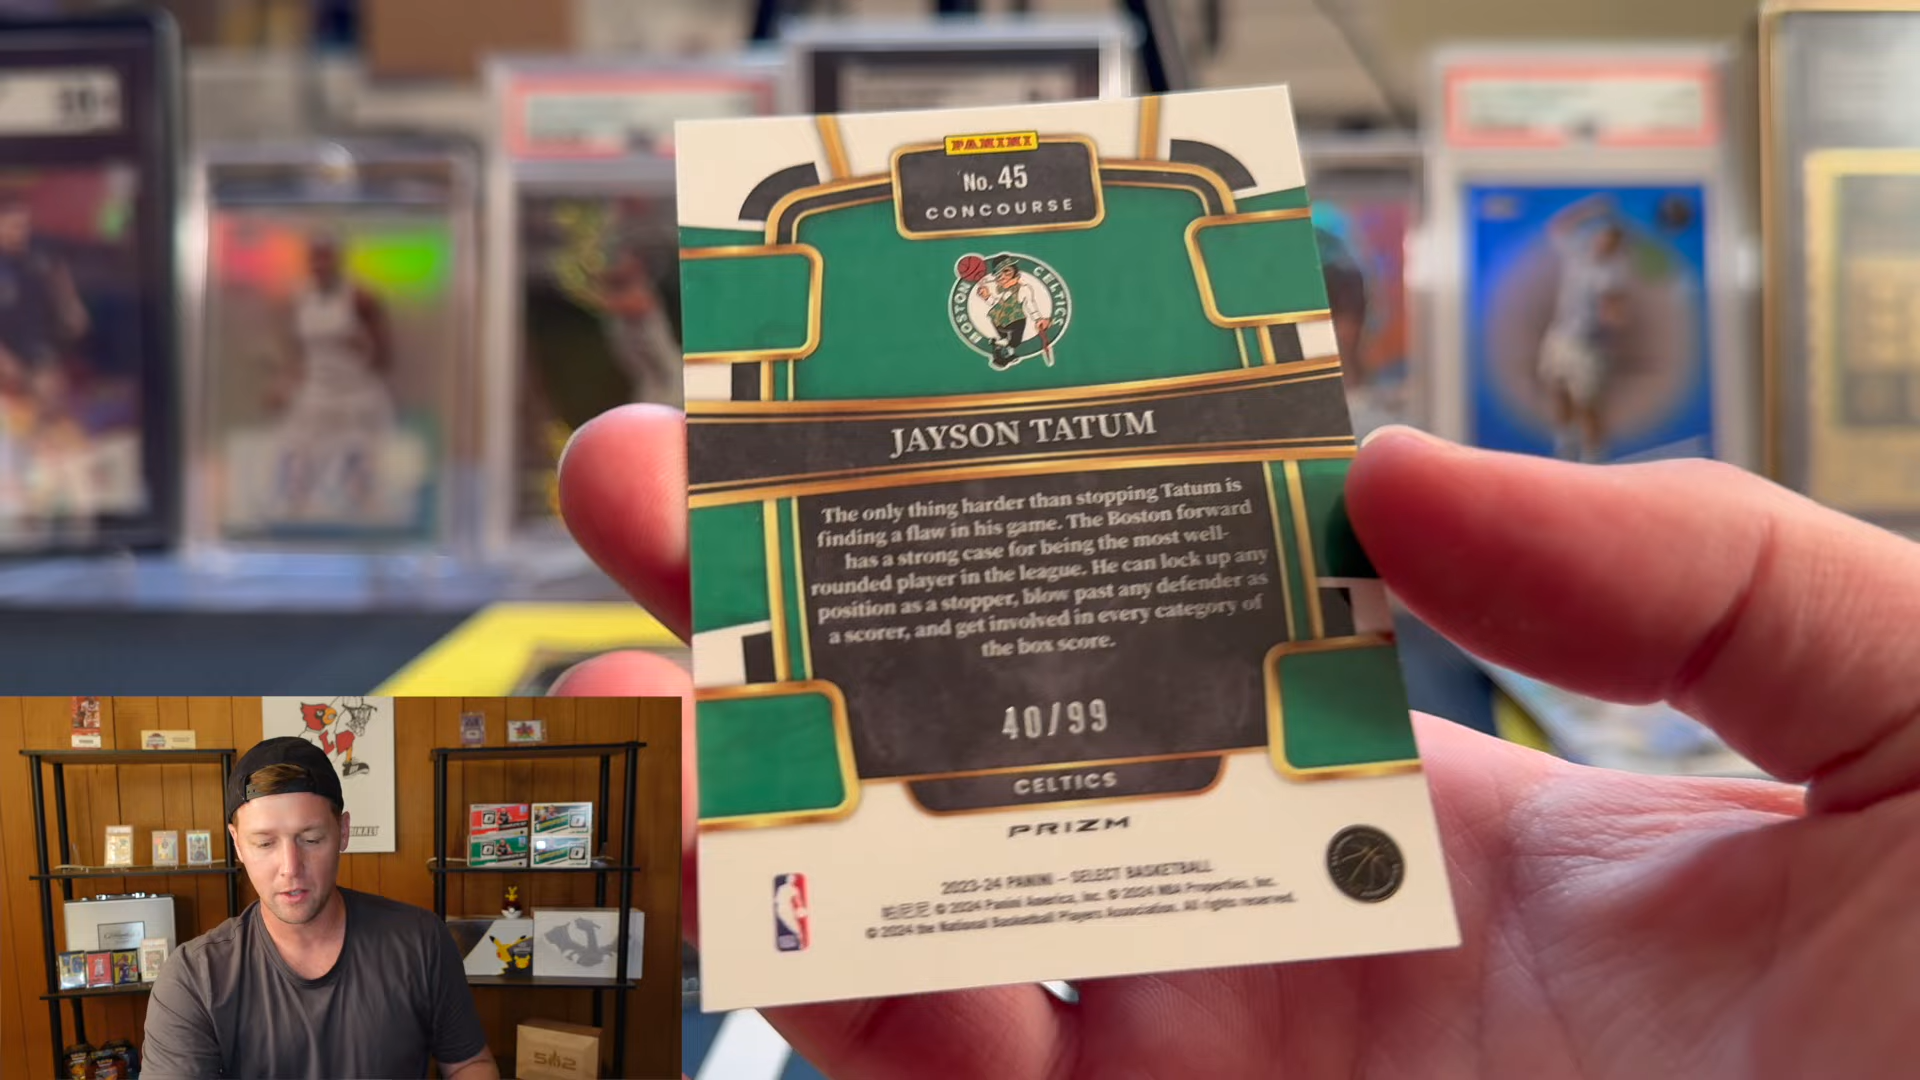 PANINI
No. 45
CONCOURSE
BOSTON CELTICS
JAYSON TATUM
The only thing harder than stopping Tatum is
finding a flaw in his game. The Boston forward
has a strong case for being the most well-
rounded player in the league. He can lock up any
position as a stopper, blow past any defender as
a scorer, and get involved in every category of
the box score.
40/99
CELTICS
PRIZM
2023-24 PANINI – SELECT BASKETBALL
© 2024 Panini America, Inc. © 2024 NBA Properties, Inc.
© 2024 the National Basketball Players Association. All rights reserved.